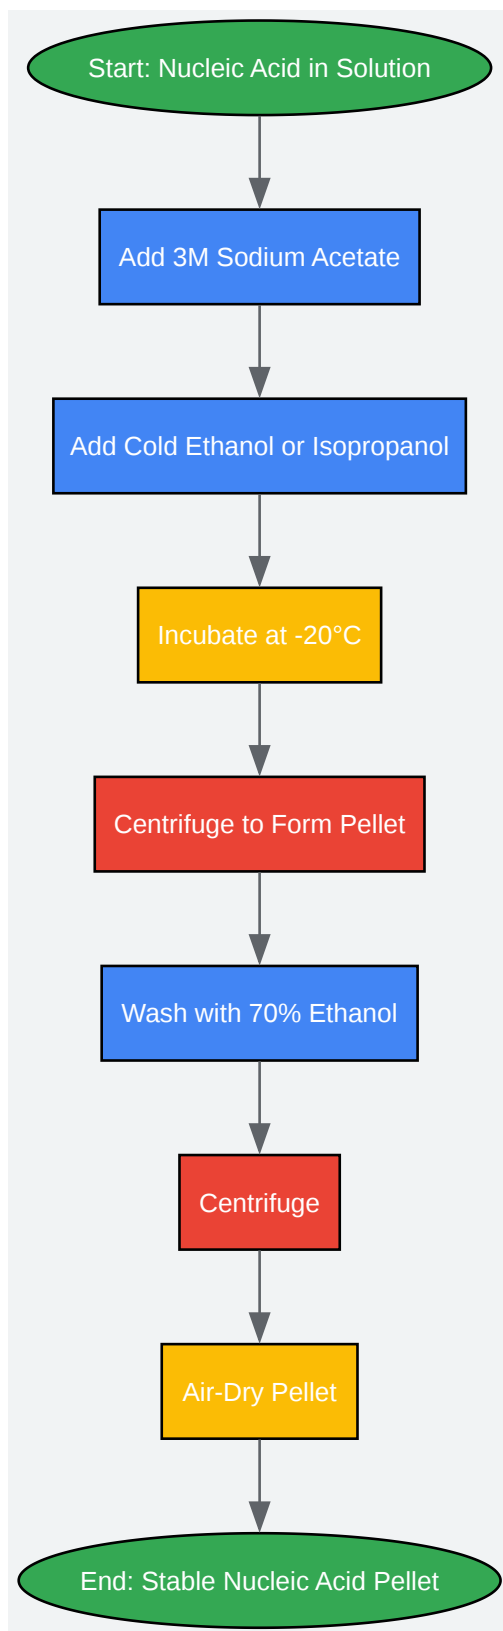 Start: Nucleic Acid in Solution
Add 3M Sodium Acetate
Add Cold Ethanol or Isopropanol
Incubate at -20°C
Centrifuge to Form Pellet
Wash with 70% Ethanol
Centrifuge
Air-Dry Pellet
End: Stable Nucleic Acid Pellet